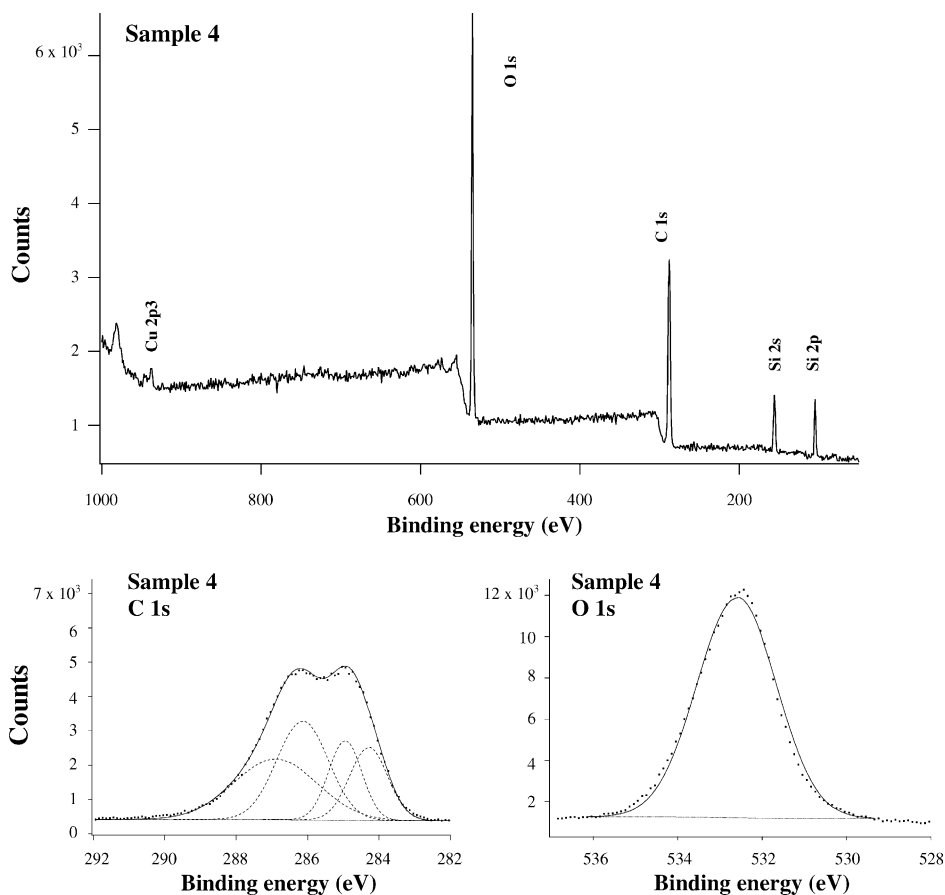 Sample 4
6 x 10³
5
4
3
2
1
Counts
Cu 2p3
O 1s
C 1s
Si 2s
Si 2p
1000 800 600 400 200
Binding energy (eV)
Sample 4
C 1s
7 x 10³
6
5
4
3
2
1
0
Counts
292 290 288 286 284 282
Binding energy (eV)
Sample 4
O 1s
12 x 10³
10
8
6
4
2
536 534 532 530 528
Binding energy (eV)